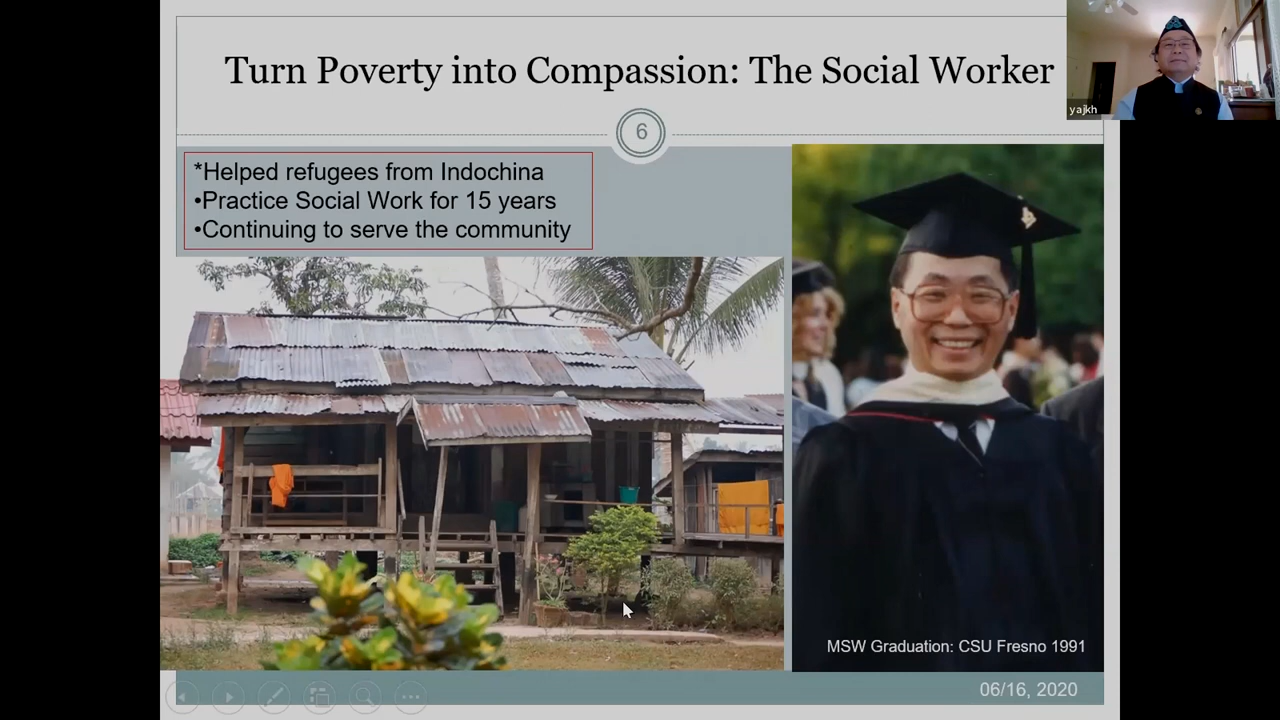 Turn Poverty into Compassion: The Social Worker
yajkh
6
*Helped refugees from Indochina
•Practice Social Work for 15 years
•Continuing to serve the community
MSW Graduation: CSU Fresno 1991
06/16, 2020